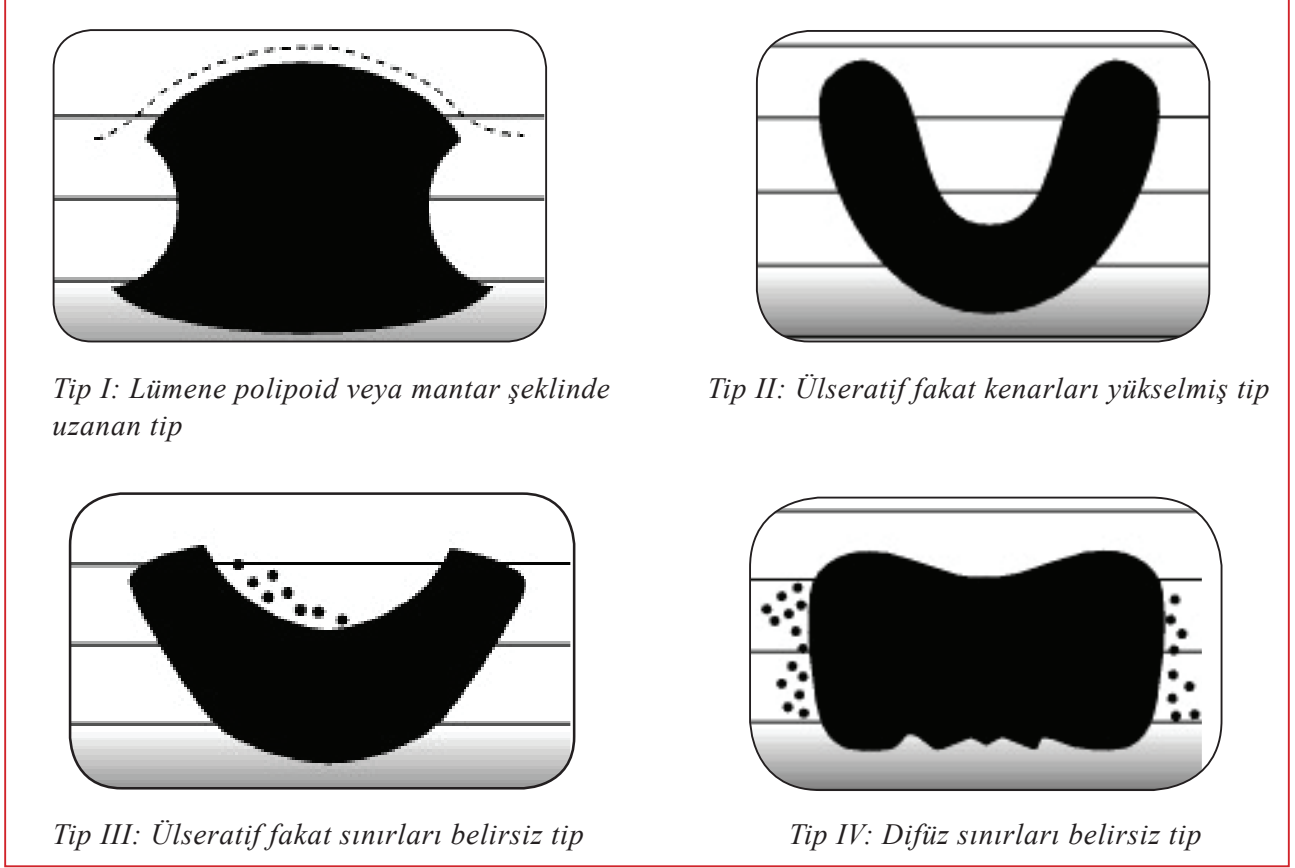 Tip I: Lümene polipoid veya mantar şeklinde
uzanan tip
Tip II: Ülseratif fakat kenarları yükselmiş tip
Tip III: Ülseratif fakat sınırları belirsiz tip
Tip IV: Difüz sınırları belirsiz tip